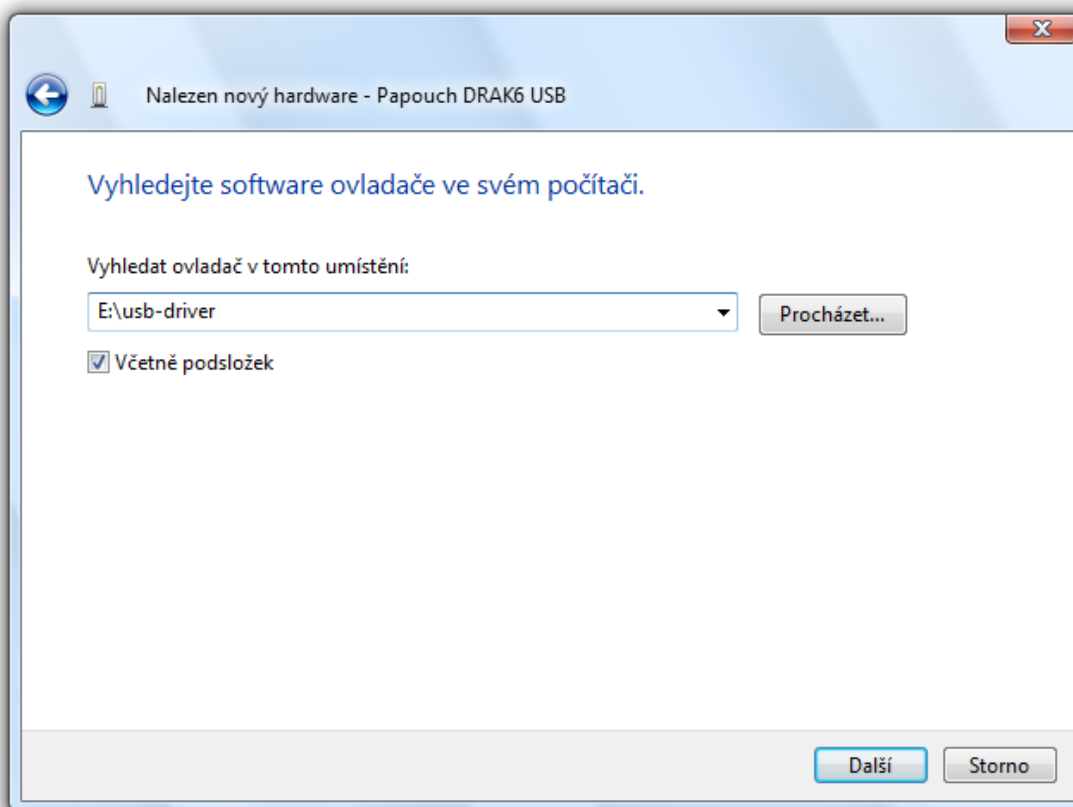 Nalezen nový hardware - Papouch DRAK6 USB
Vyhledejte software ovladače ve svém počítači.
Vyhledat ovladač v tomto umístění:
E:\usb-driver
Procházet...
Včetně podsložek
Další
Storno